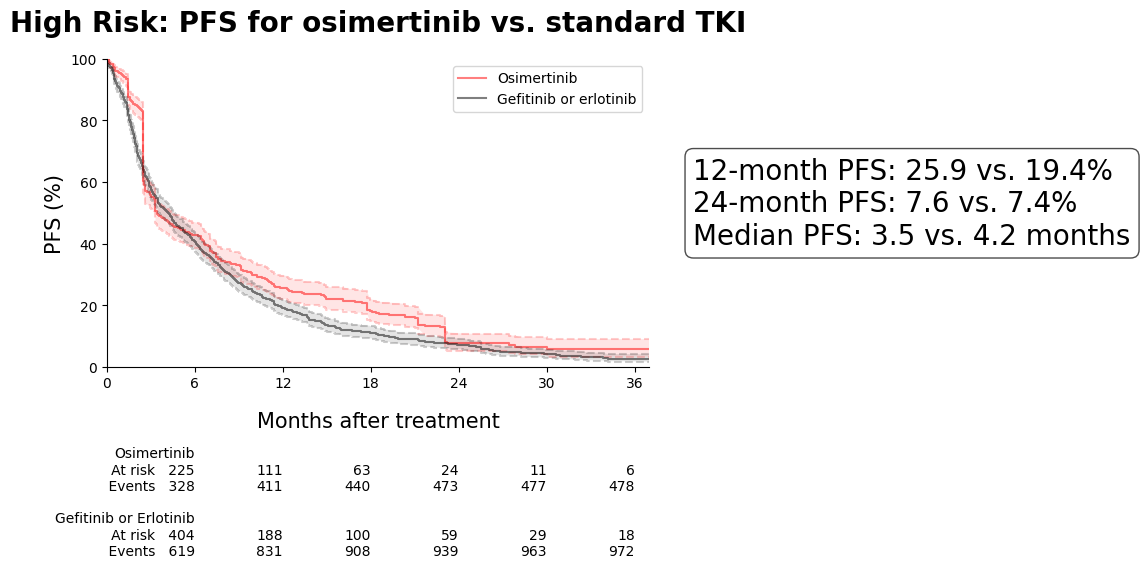 High Risk: PFS for osimertinib vs. standard TKI
100
80
60
40
20
0
PFS (%)
Osimertinib
Gefitinib or erlotinib
12-month PFS: 25.9 vs. 19.4%
24-month PFS: 7.6 vs. 7.4%
Median PFS: 3.5 vs. 4.2 months
0 6 12 18 24 30 36
Months after treatment
Osimertinib
At risk 225 111 63 24 11 6
Events 328 411 440 473 477 478
Gefitinib or Erlotinib
At risk 404 188 100 59 29 18
Events 619 831 908 939 963 972